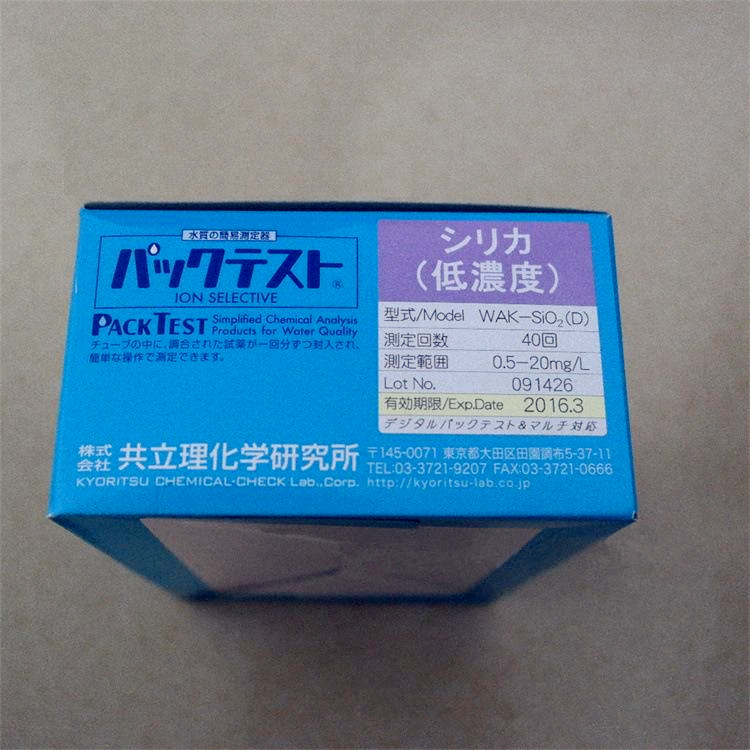 水質の簡易測定器
パックテスト®
ION SELECTIVE
PACKTEST Simplified Chemical Analysis
Products for Water Quality
チューブの中に、調合された試薬が一回分ずつ封入され、
簡単な操作で測定できます。
シリカ
(低濃度)
型式/Model WAK−SiO₂(D)
測定回数 40回
測定範囲 0.5−20mg/L
Lot No. 091426
有効期限/Exp.Date 2016.3
デジタルパックテスト&マルチ対応
株式会社 共立理化学研究所
KYORITSU CHEMICAL-CHECK Lab.,Corp.
〒145-0071 東京都大田区田園調布5-37-11
TEL:03-3721-9207 FAX:03-3721-0666
http://kyoritsu-lab.co.jp